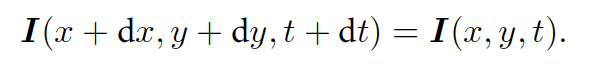 I(x + dx, y + dy, t + dt) = I(x, y, t).